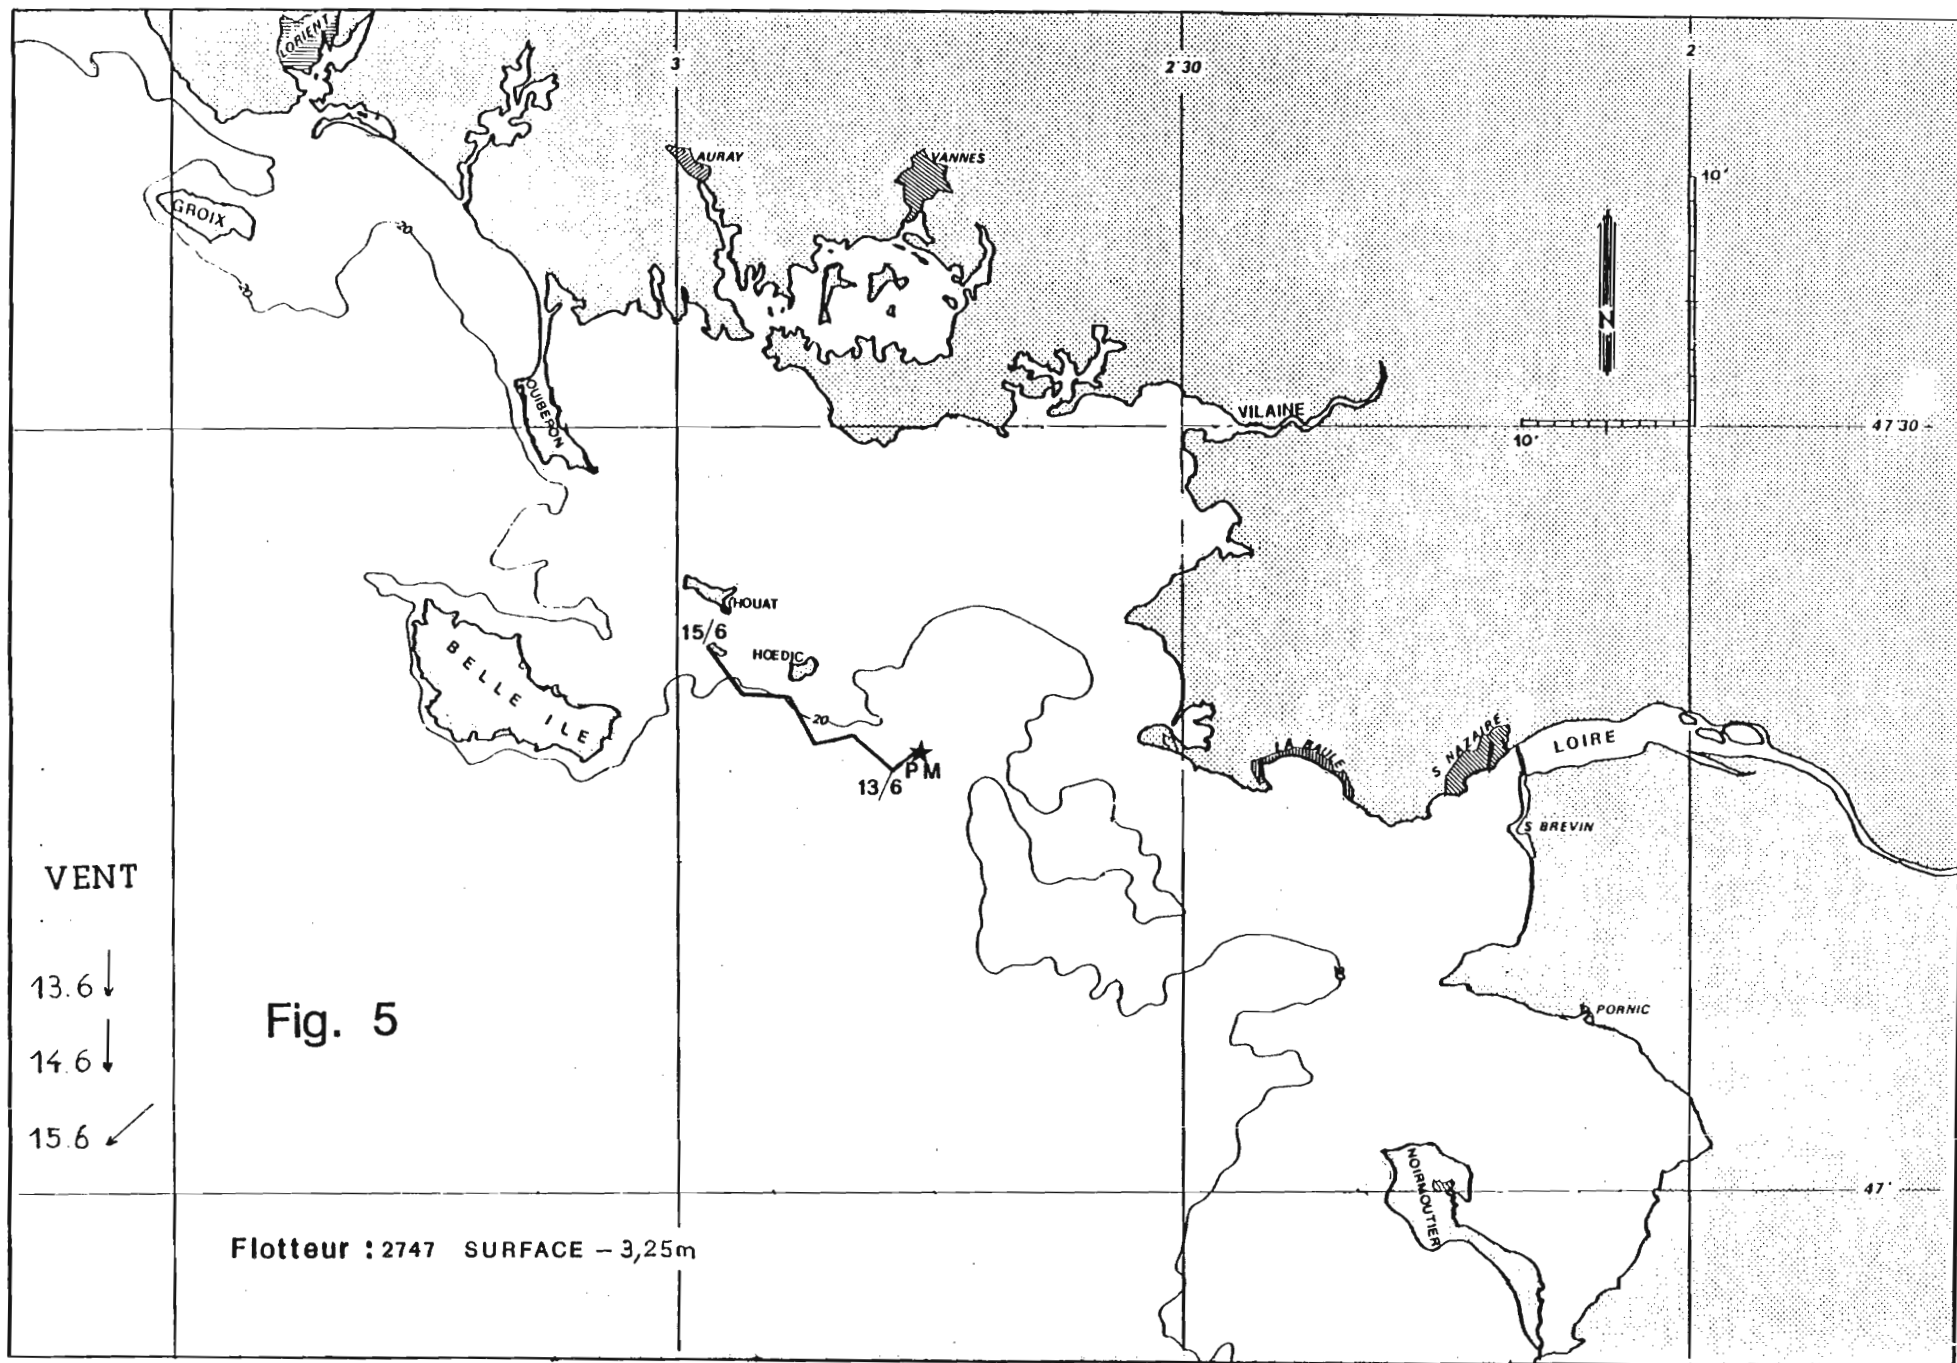 LORIENT
3
2°30
2
AURAY
VANNES
10'
GROIX
20
20
N
QUIBERON
VILAINE
10'
47°30
HOUAT
15/6
HŒDIC
BELLE ILE
20
PM
13/6
LA BAULE
S NAZAIRE
LOIRE
S BREVIN
VENT
13.6
14.6
15.6
Fig. 5
PORNIC
NOIRMOUTIER
47°
Flotteur : 2747 SURFACE – 3,25m